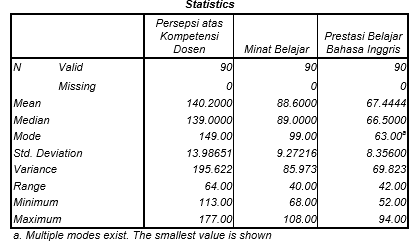 Statistics
Persepsi atas Kompetensi Dosen Minat Belajar Prestasi Belajar Bahasa Inggris
N Valid 90 90 90
Missing 0 0 0
Mean 140.2000 88.6000 67.4444
Median 139.0000 89.0000 66.5000
Mode 149.00 99.00 63.00a
Std. Deviation 13.98651 9.27216 8.35600
Variance 195.622 85.973 69.823
Range 64.00 40.00 42.00
Minimum 113.00 68.00 52.00
Maximum 177.00 108.00 94.00
a. Multiple modes exist. The smallest value is shown